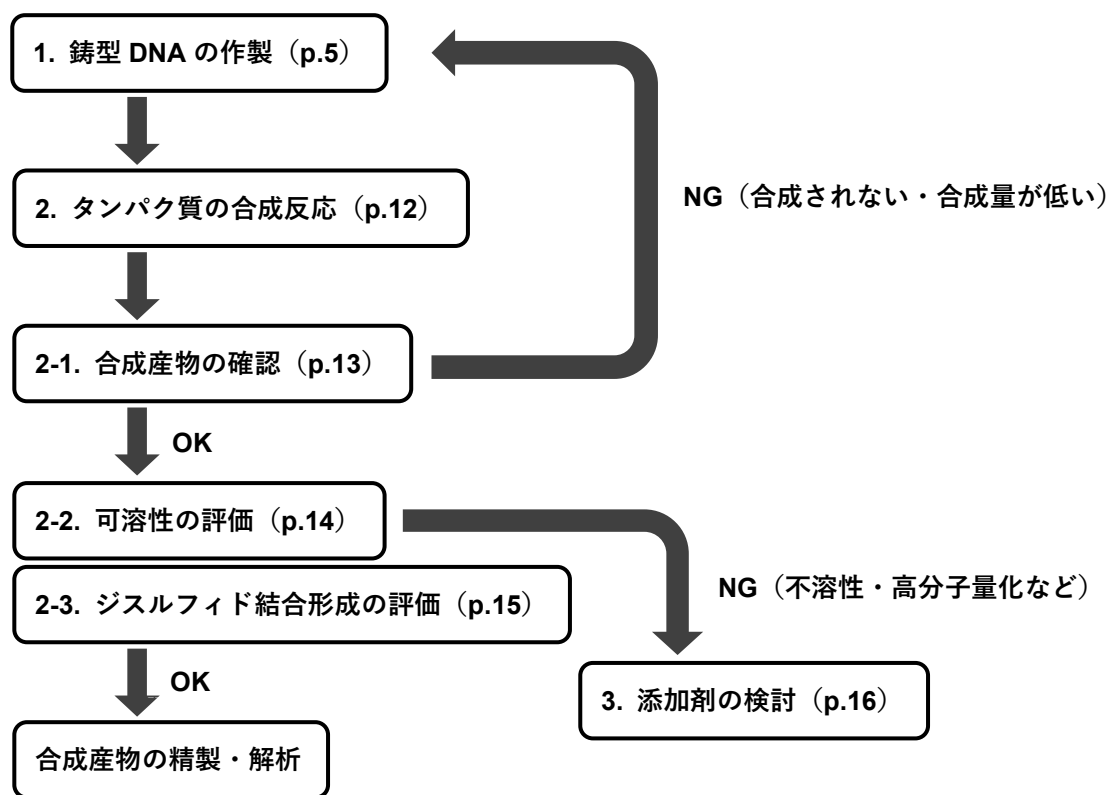 1. 鋳型 DNA の作製（p.5）
2. タンパク質の合成反応（p.12）
NG（合成されない・合成量が低い）
2-1. 合成産物の確認（p.13）
OK
2-2. 可溶性の評価（p.14）
2-3. ジスルフィド結合形成の評価（p.15）
NG（不溶性・高分子量化など）
OK
3. 添加剤の検討（p.16）
合成産物の精製・解析